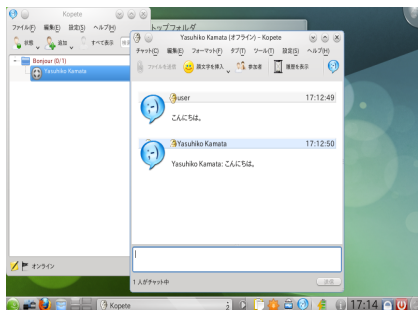 Kopete
ファイル(F) 編集(E) 設定(S) ヘルプ(H)
状態 追加 すべて表示
Bonjour (0/1)
Yasuhiko Kamata
オンライン
トップフォルダ
Yasuhiko Kamata (オフライン) - Kopete
チャット(C) 編集(E) フォーマット(F) タブ(T) ツール(T) 設定(S) ヘルプ(H)
ファイルを送信 顔文字を挿入 参加者 履歴を表示
user 17:12:49
こんにちは。
Yasuhiko Kamata 17:12:50
Yasuhiko Kamata: こんにちは。
1 人がチャット中 送信
Kopete 2 17:14